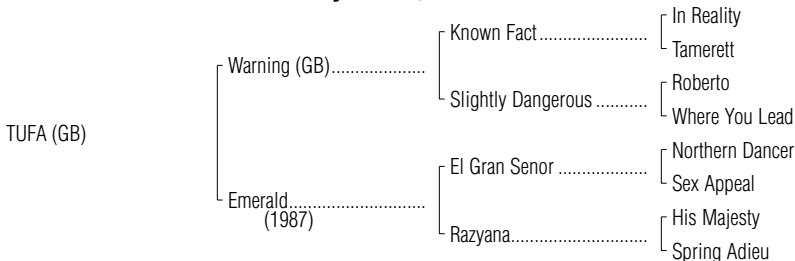 In Reality
Known Fact.......................
Tamerett
Warning (GB)....................
Roberto
Slightly Dangerous ...........
Where You Lead
TUFA (GB)
Northern Dancer
El Gran Senor ...................
Sex Appeal
Emerald.............................
(1987)
His Majesty
Razyana.............................
Spring Adieu